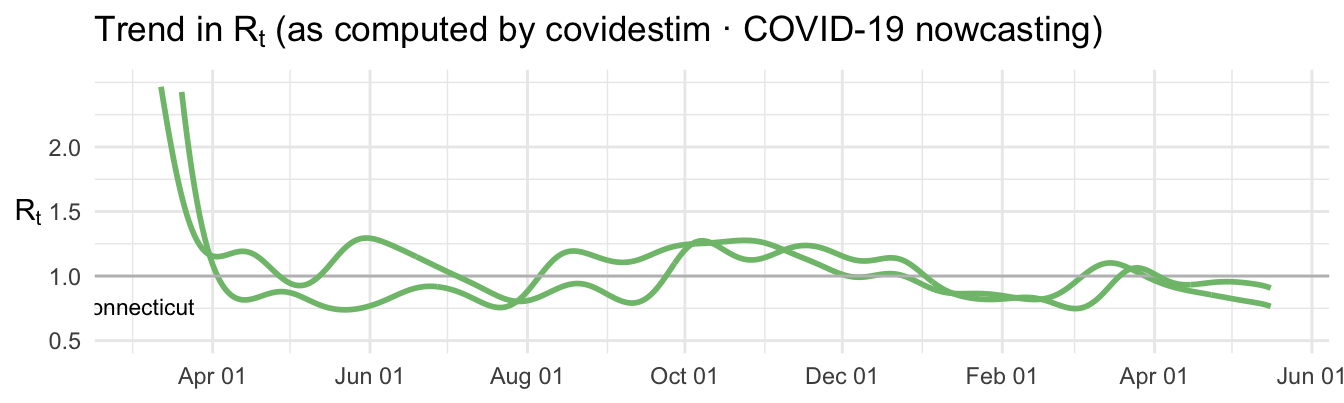 Trend in Rt (as computed by covidestim · COVID-19 nowcasting)
2.0
Rt 1.5
1.0
onnecticut
0.5
Apr 01 Jun 01 Aug 01 Oct 01 Dec 01 Feb 01 Apr 01 Jun 01